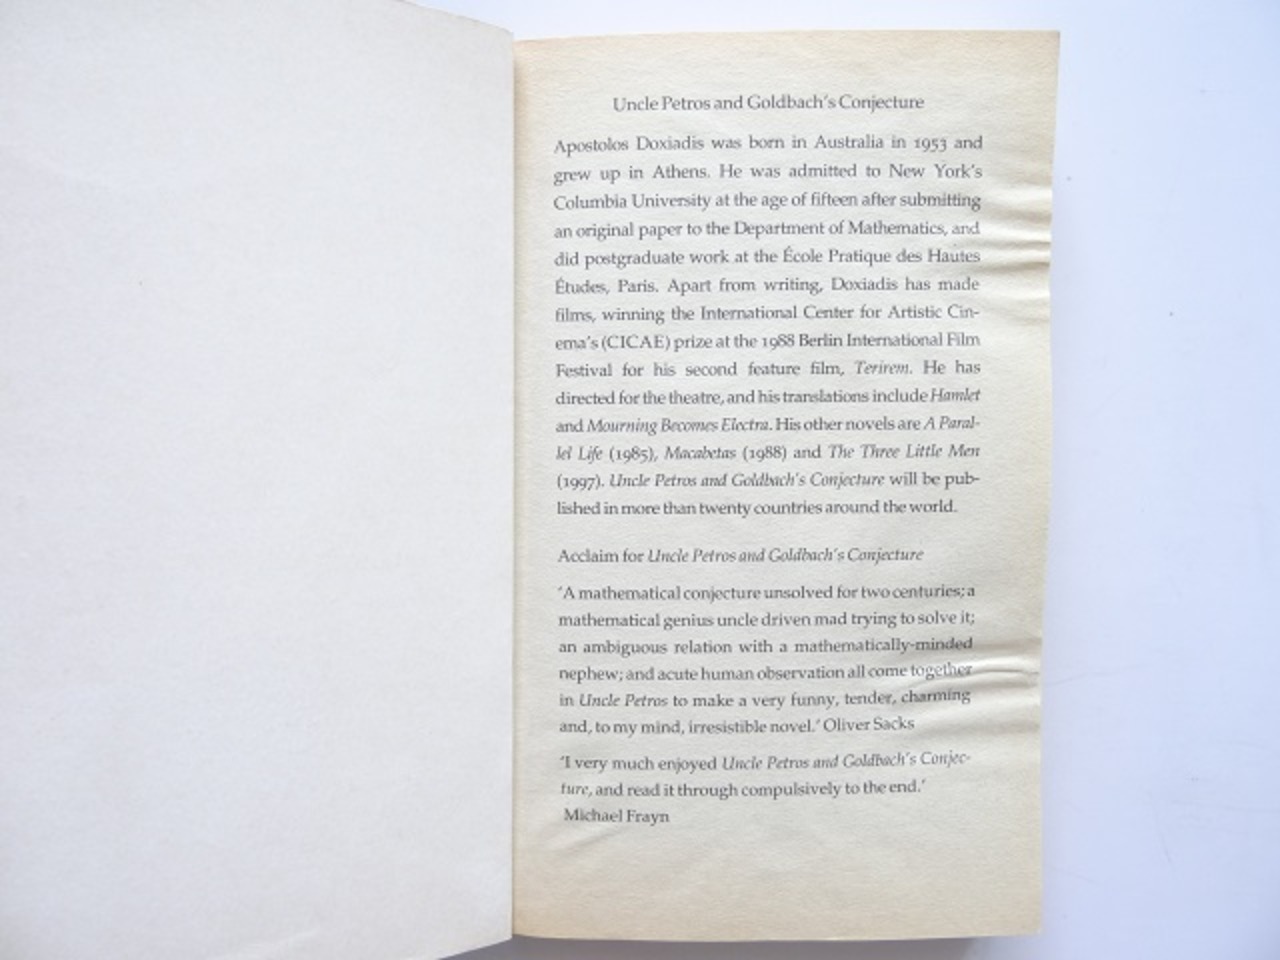 Uncle Petros and Goldbach's Conjecture
Apostolos Doxiadis was born in Australia in 1953 and
grew up in Athens. He was admitted to New York's
Columbia University at the age of fifteen after submitting
an original paper to the Department of Mathematics, and
did postgraduate work at the École Pratique des Hautes
Études, Paris. Apart from writing, Doxiadis has made
films, winning the International Center for Artistic Cin-
ema's (CICAE) prize at the 1988 Berlin International Film
Festival for his second feature film, Terirem. He has
directed for the theatre, and his translations include Hamlet
and Mourning Becomes Electra. His other novels are A Paral-
lel Life (1985), Macabetas (1988) and The Three Little Men
(1997). Uncle Petros and Goldbach's Conjecture will be pub-
lished in more than twenty countries around the world.
Acclaim for Uncle Petros and Goldbach's Conjecture
'A mathematical conjecture unsolved for two centuries; a
mathematical genius uncle driven mad trying to solve it;
an ambiguous relation with a mathematically-minded
nephew; and acute human observation all come together
in Uncle Petros to make a very funny, tender, charming
and, to my mind, irresistible novel.' Oliver Sacks
'I very much enjoyed Uncle Petros and Goldbach's Conjec-
ture, and read it through compulsively to the end.'
Michael Frayn